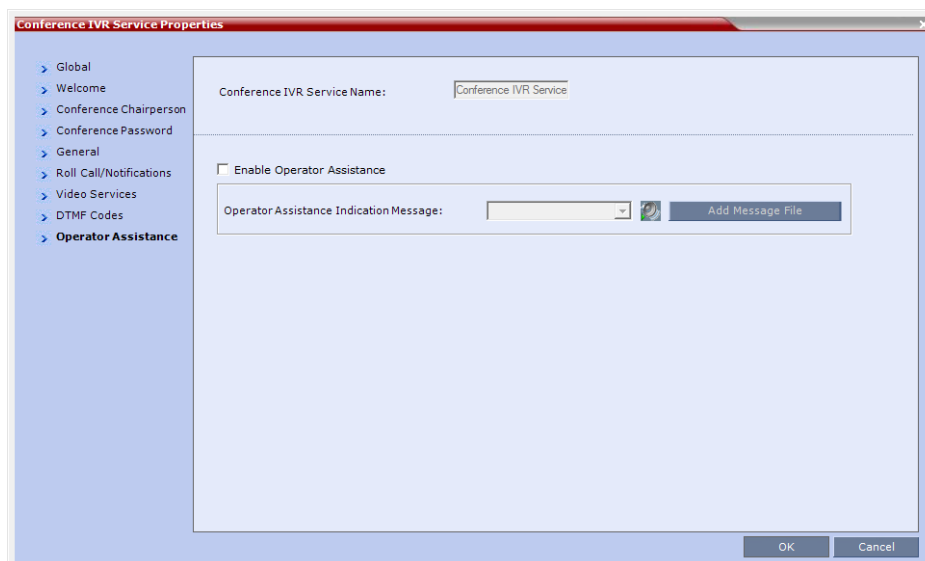 Conference IVR Service Properties
Global
Welcome
Conference Chairperson
Conference Password
General
Roll Call/Notifications
Video Services
DTMF Codes
Operator Assistance
Conference IVR Service Name: Conference IVR Service
Enable Operator Assistance
Operator Assistance Indication Message: Add Message File
OK Cancel